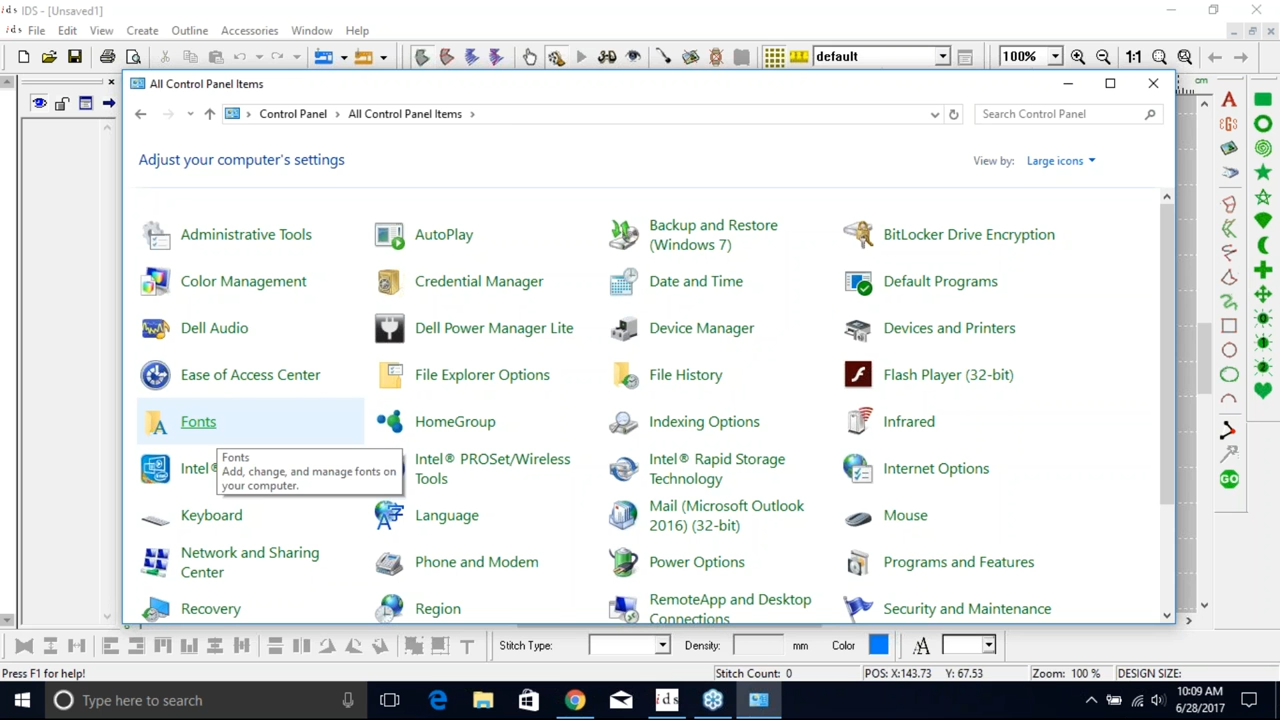 ids IDS - [Unsaved1]
ids File Edit View Create Outline Accessories Window Help
default 100% 1:1
All Control Panel Items
Control Panel > All Control Panel Items > Search Control Panel
cm
Adjust your computer's settings View by: Large icons
Administrative Tools
AutoPlay
Backup and Restore
(Windows 7)
BitLocker Drive Encryption
Color Management
Credential Manager
Date and Time
Default Programs
Dell Audio
Dell Power Manager Lite
Device Manager
Devices and Printers
Ease of Access Center
File Explorer Options
File History
Flash Player (32-bit)
Fonts
HomeGroup
Indexing Options
Infrared
Fonts
Add, change, and manage fonts on
your computer.
Intel®
Intel® PROSet/Wireless
Tools
Intel® Rapid Storage
Technology
Internet Options
Keyboard
Language
Mail (Microsoft Outlook
2016) (32-bit)
Mouse
Network and Sharing
Center
Phone and Modem
Power Options
Programs and Features
Recovery
Region
RemoteApp and Desktop
Connections
Security and Maintenance
GO
Stitch Type: Density: mm Color
Press F1 for help! Stitch Count: 0 POS: X:143.73 Y: 67.53 Zoom: 100 % DESIGN SIZE:
Type here to search ids 10:09 AM
6/28/2017